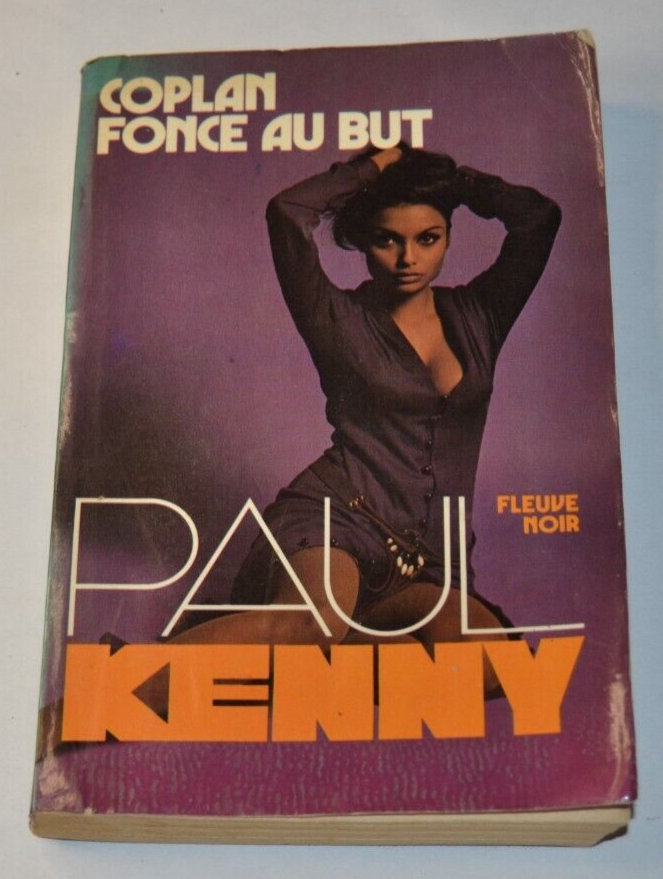 COPLAN
FONCE AU BUT
FLEUVE
NOIR
PAUL
KENNY